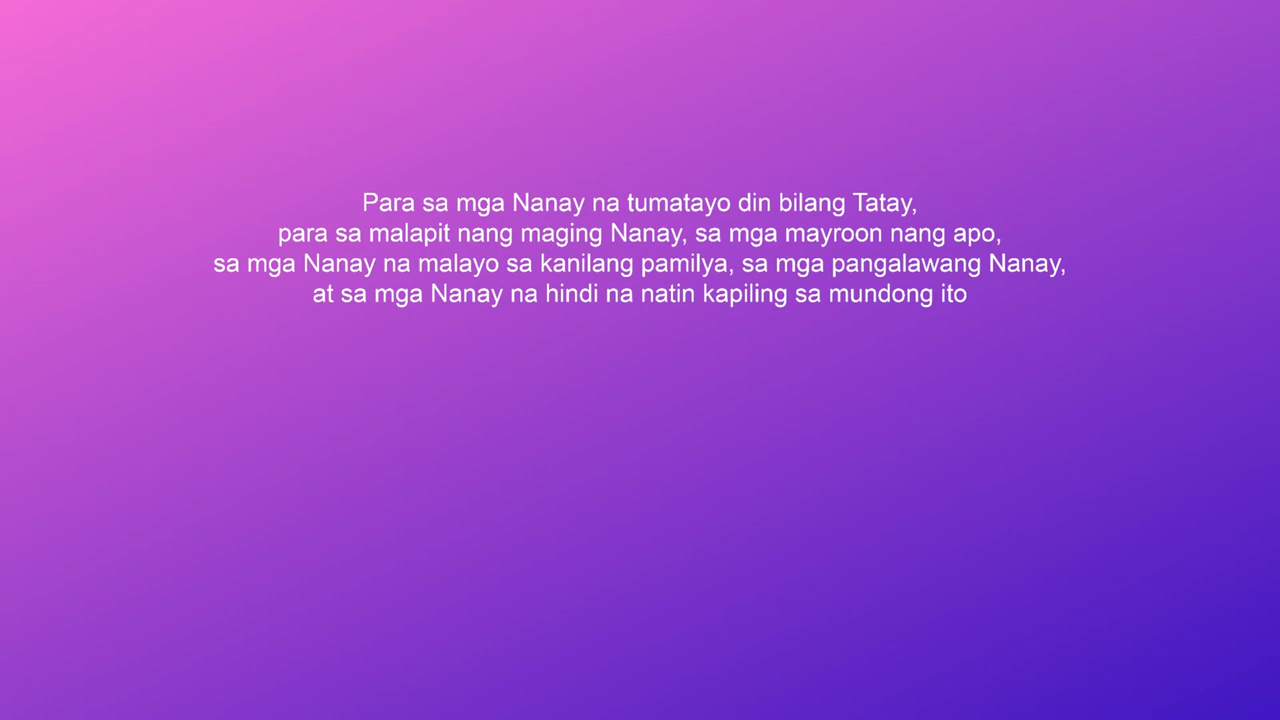 Para sa mga Nanay na tumatayo din bilang Tatay,
para sa malapit nang maging Nanay, sa mga mayroon nang apo,
sa mga Nanay na malayo sa kanilang pamilya, sa mga pangalawang Nanay,
at sa mga Nanay na hindi na natin kapiling sa mundong ito